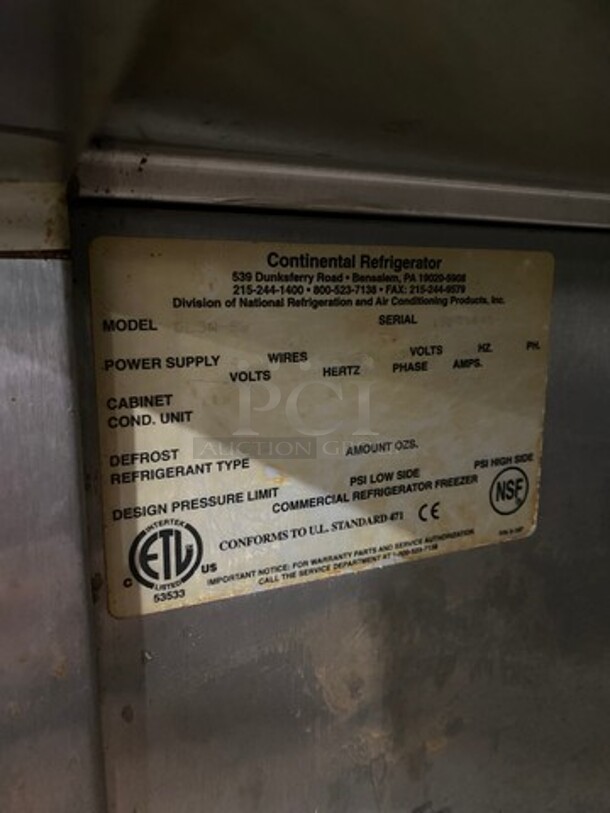 Continental Refrigerator
539 Dunksferry Road • Bensalem, PA 19020-5908
215-244-1400 • 800-523-7138 • FAX: 215-244-9579
Division of National Refrigeration and Air Conditioning Products, Inc.
MODEL SERIAL
POWER SUPPLY WIRES VOLTS HZ. PH.
VOLTS HERTZ PHASE AMPS.
CABINET
COND. UNIT
PCI
AUCTION GROUP
DEFROST AMOUNT OZS.
REFRIGERANT TYPE
DESIGN PRESSURE LIMIT PSI LOW SIDE PSI HIGH SIDE
COMMERCIAL REFRIGERATOR FREEZER
NSF
INTERTEK
ETL
LISTED
C US
53533
CONFORMS TO U.L. STANDARD 471 CE
IMPORTANT NOTICE: FOR WARRANTY PARTS AND SERVICE AUTHORIZATION
CALL THE SERVICE DEPARTMENT AT 1-800-523-7138